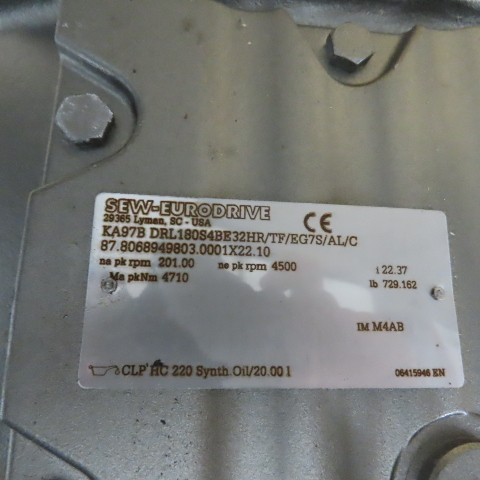 SEW-EURODRIVE
29365 Lyman, SC - USA
CE
KA97B DRL180S4BE32HR/TF/EG7S/AL/C
87.8068949803.0001X22.10
na pk rpm 201.00 ne pk rpm 4500 i 22.37
Ma pkNm 4710 lb 729.162
IM M4AB
CLP HC 220 Synth.Oil/20.00 l
06415946 EN